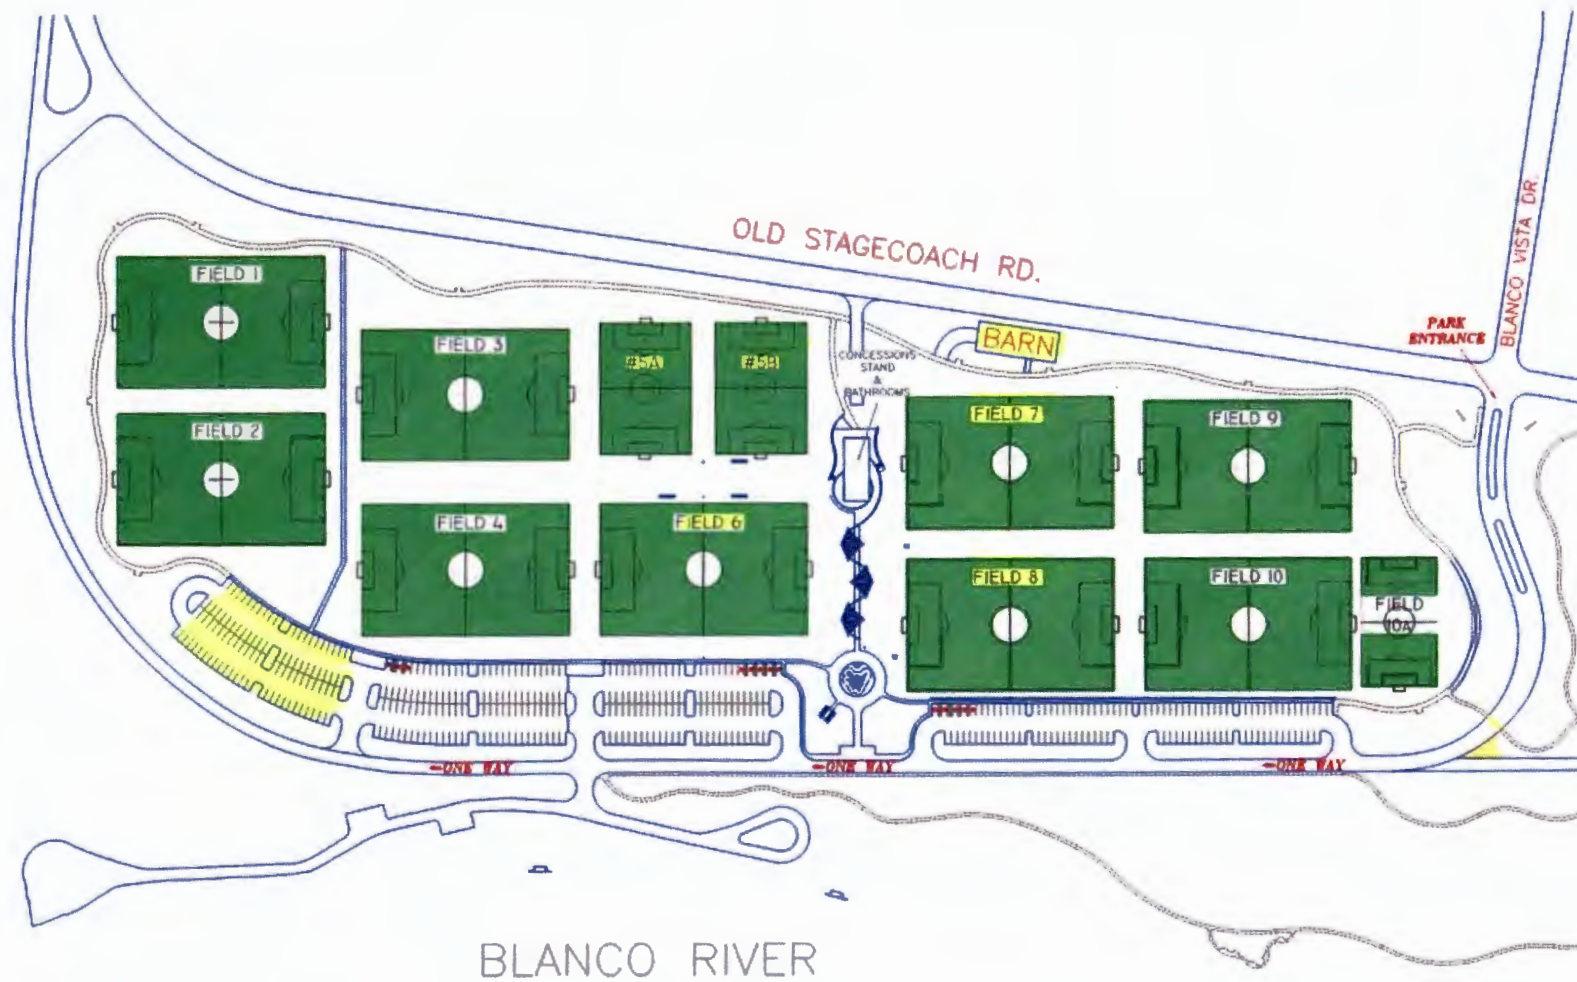 OLD STAGECOACH RD.
BLANCO VISTA DR.
PARK
ENTRANCE
FIELD 1
FIELD 2
FIELD 3
FIELD 4
#5A
#5B
FIELD 6
CONCESSIONS
STAND
&
BATHROOMS
BARN
FIELD 7
FIELD 8
FIELD 9
FIELD 10
FIELD
10A
←ONE WAY
←ONE WAY
←ONE WAY
BLANCO RIVER